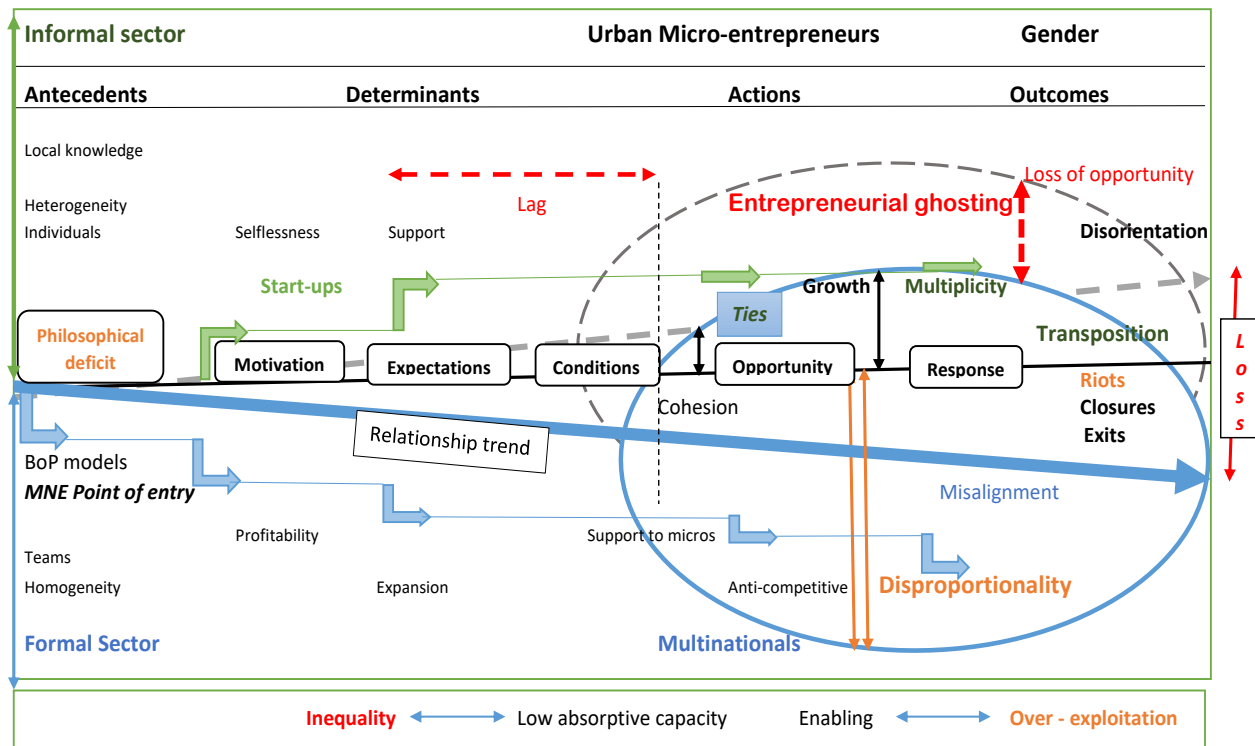 Informal sector Urban Micro-entrepreneurs Gender
Antecedents Determinants Actions Outcomes
Local knowledge
Loss of opportunity
Heterogeneity Lag Entrepreneurial ghosting
Individuals Selflessness Support Disorientation
Start-ups Growth Multiplicity
Ties
Philosophical
deficit
Transposition
Motivation Expectations Conditions Opportunity Response
L
o
s
s
Riots
Cohesion Closures
Relationship trend Exits
BoP models
MNE Point of entry Misalignment
Profitability Support to micros
Teams
Homogeneity Expansion Anti-competitive Disproportionality
Formal Sector Multinationals
Inequality Low absorptive capacity Enabling Over - exploitation